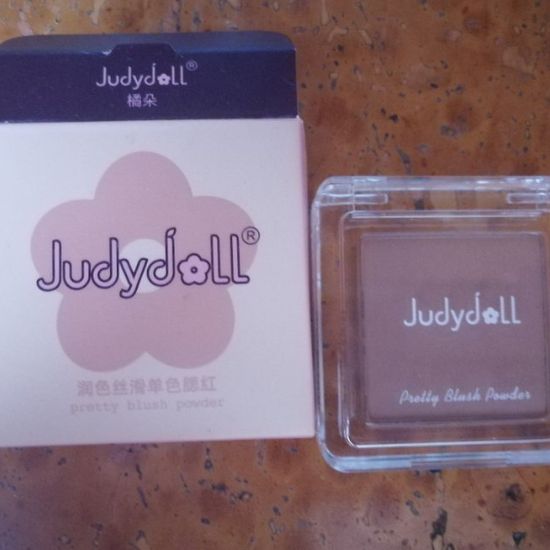 Judydoll®
橘朵
Judydoll®
润色丝滑单色腮红
pretty blush powder
Judydoll
Pretty Blush Powder